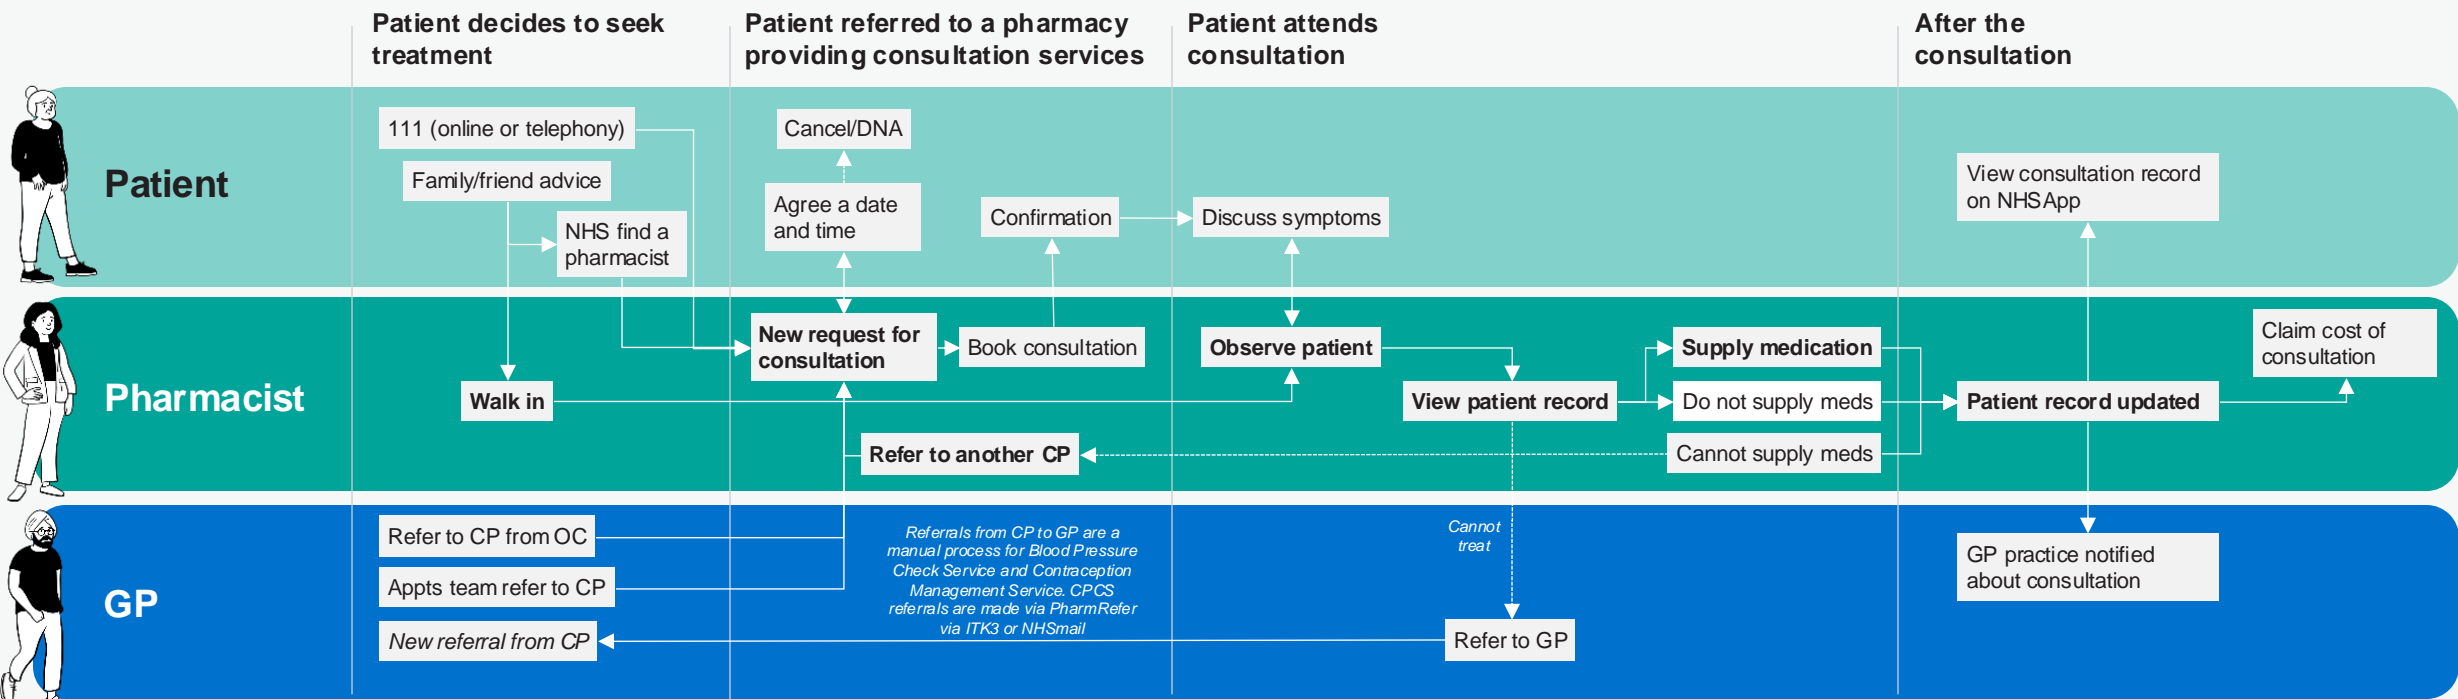 Patient decides to seek
treatment
Patient referred to a pharmacy
providing consultation services
Patient attends
consultation
After the
consultation
Patient
111 (online or telephony)
Family/friend advice
NHS find a
pharmacist
Cancel/DNA
Agree a date
and time
Confirmation
Discuss symptoms
View consultation record
on NHS App
Pharmacist
Walk in
New request for
consultation
Book consultation
Refer to another CP
Observe patient
View patient record
Supply medication
Do not supply meds
Cannot supply meds
Patient record updated
Claim cost of
consultation
GP
Refer to CP from OC
Appts team refer to CP
New referral from CP
Referrals from CP to GP are a
manual process for Blood Pressure
Check Service and Contraception
Management Service. CPCS
referrals are made via PharmRefer
via ITK3 or NHSmail
Cannot
treat
Refer to GP
GP practice notified
about consultation